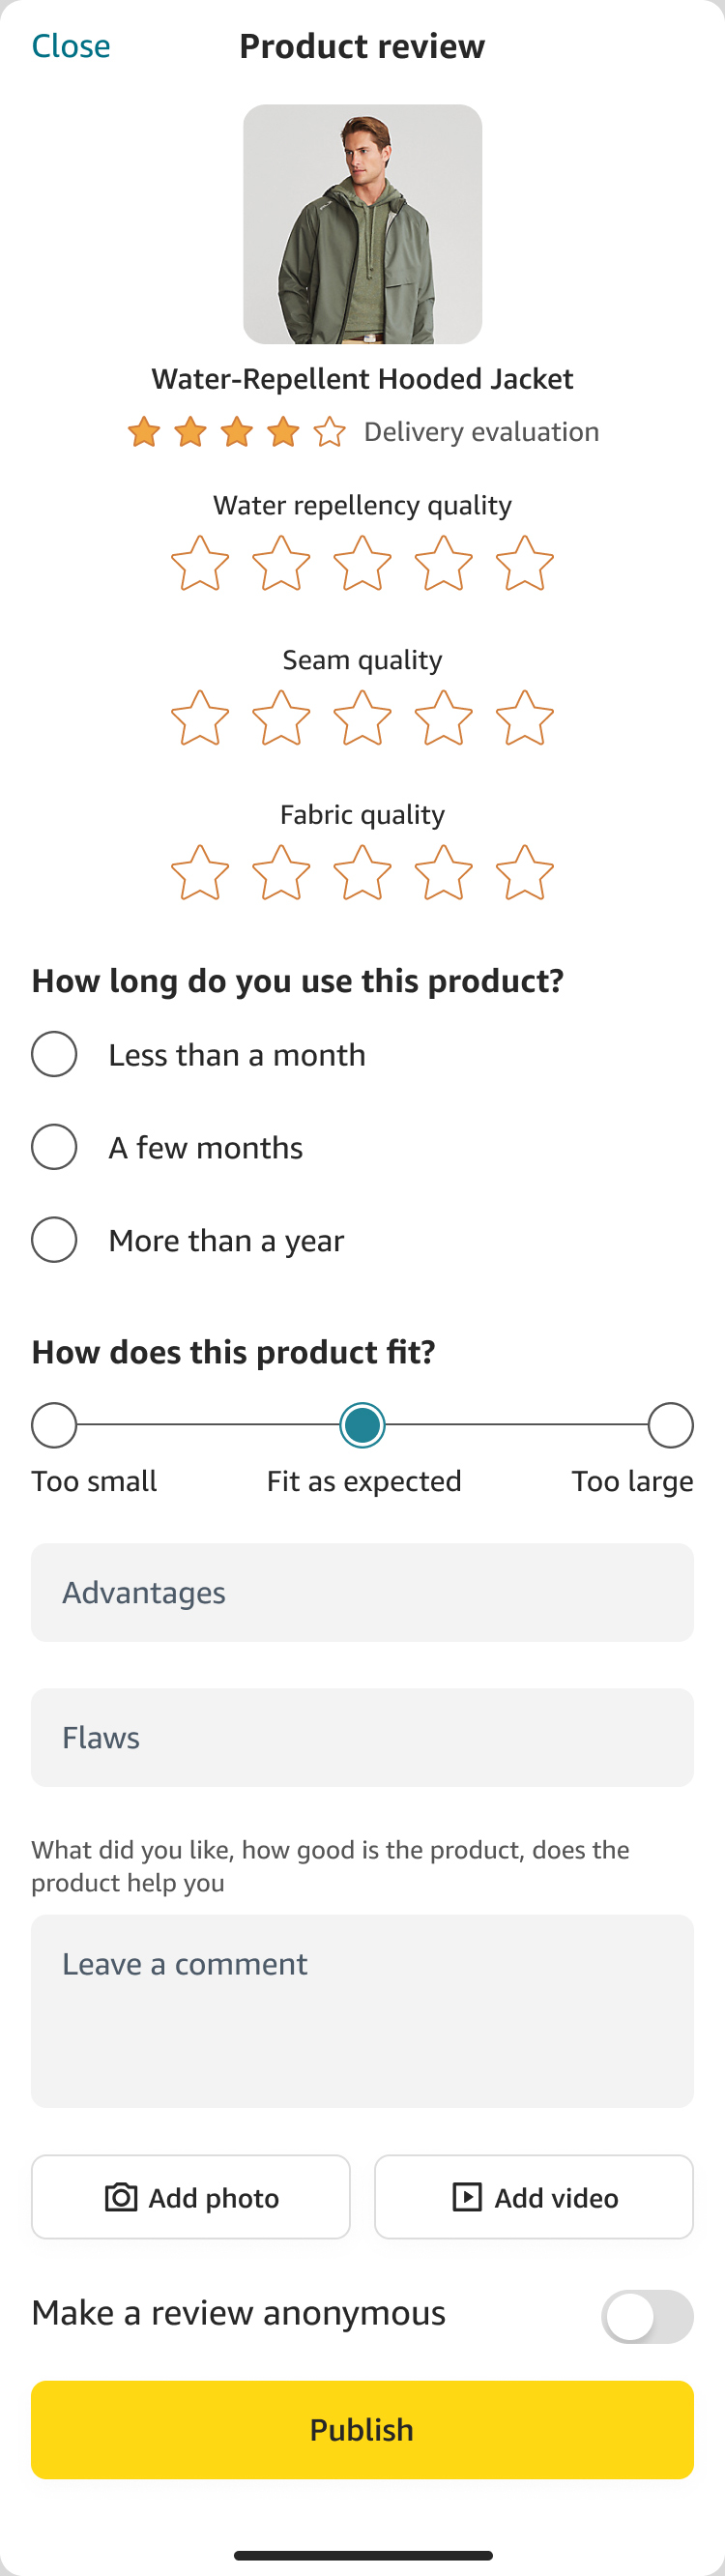 Close
Product review
Water-Repellent Hooded Jacket
Delivery evaluation
Water repellency quality
Seam quality
Fabric quality
How long do you use this product?
Less than a month
A few months
More than a year
How does this product fit?
Too small
Fit as expected
Too large
Advantages
Flaws
What did you like, how good is the product, does the
product help you
Leave a comment
Add photo
Add video
Make a review anonymous
Publish